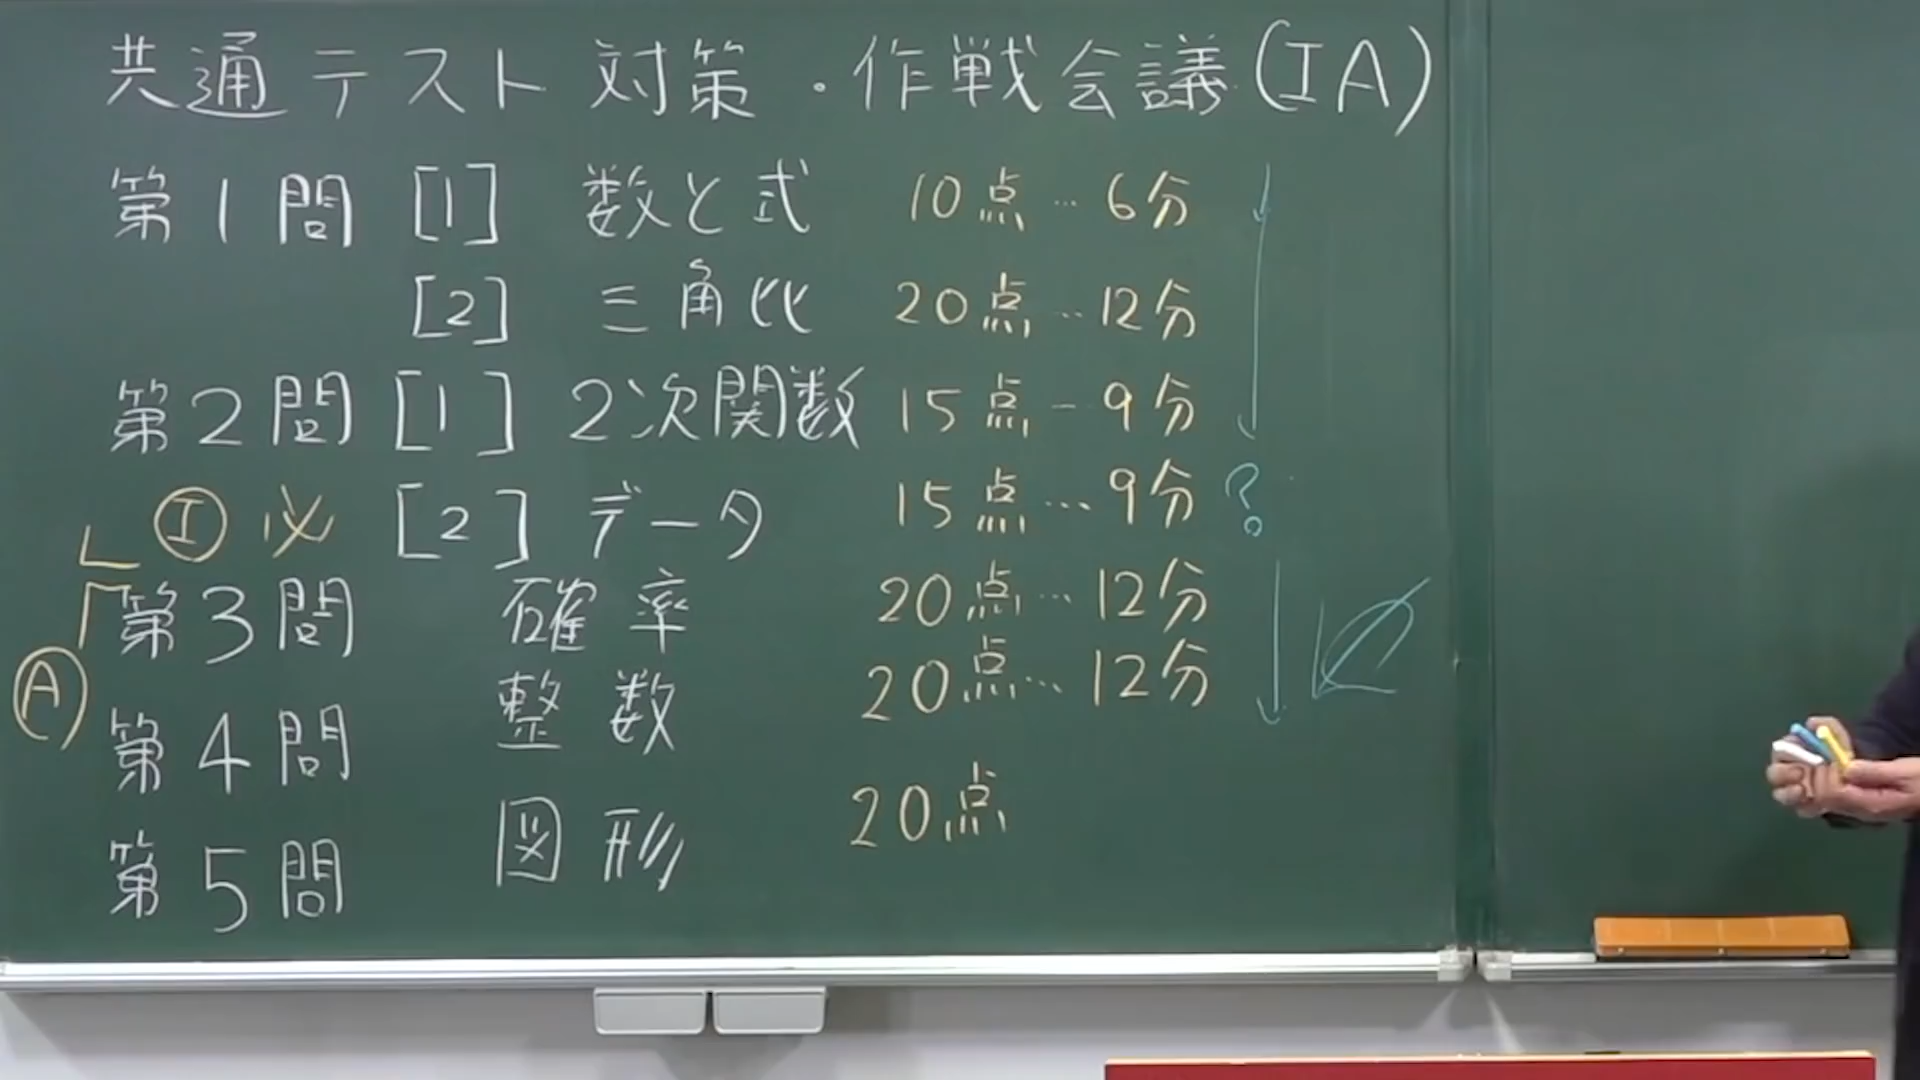 共通テスト対策・作戦会議(ⅠA)
第1問 [1] 数と式 10点…6分
[2] 三角比 20点…12分
第2問 [1] 2次関数 15点…9分
Ⅰ 必 [2] データ 15点…9分 ?
第3問 確率 20点…12分
A 第4問 整数 20点…12分
第5問 図形 20点